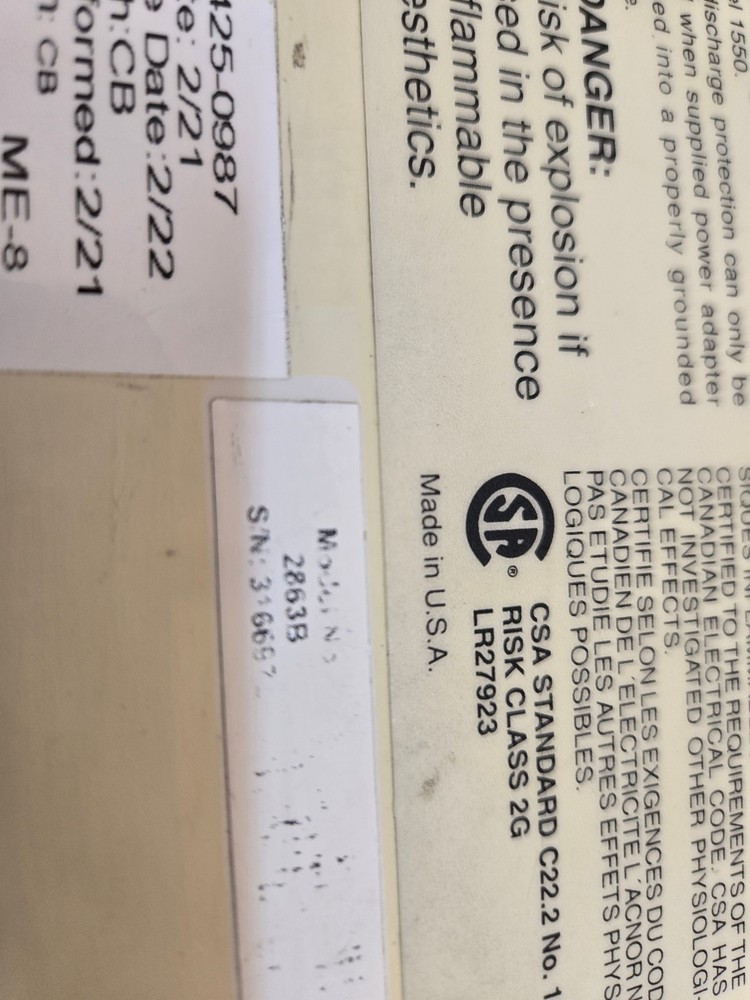 el 1550.
discharge protection can only be
when supplied power adapter
ed into a properly grounded
e.
DANGER:
isk of explosion if
ed in the presence
flammable
esthetics.
CERTIFIED TO THE REQUIREMENTS OF THE
CANADIAN ELECTRICAL CODE. CSA HAS
NOT INVESTIGATED OTHER PHYSIOLOGI-
CAL EFFECTS.
CERTIFIE SELON LES EXIGENCES DU COD
CANADIEN DE L'ELECTRICITE L'ACNOR N
PAS ETUDIE LES AUTRES EFFETS PHYS
LOGIQUES POSSIBLES.
CSA STANDARD C22.2 No. 1
RISK CLASS 2G
LR27923
Made in U.S.A.
425-0987
te: 2/21
e Date:2/22
h:CB
formed:2/21
n: CB
ME-8
Model No
2863B
S/N: